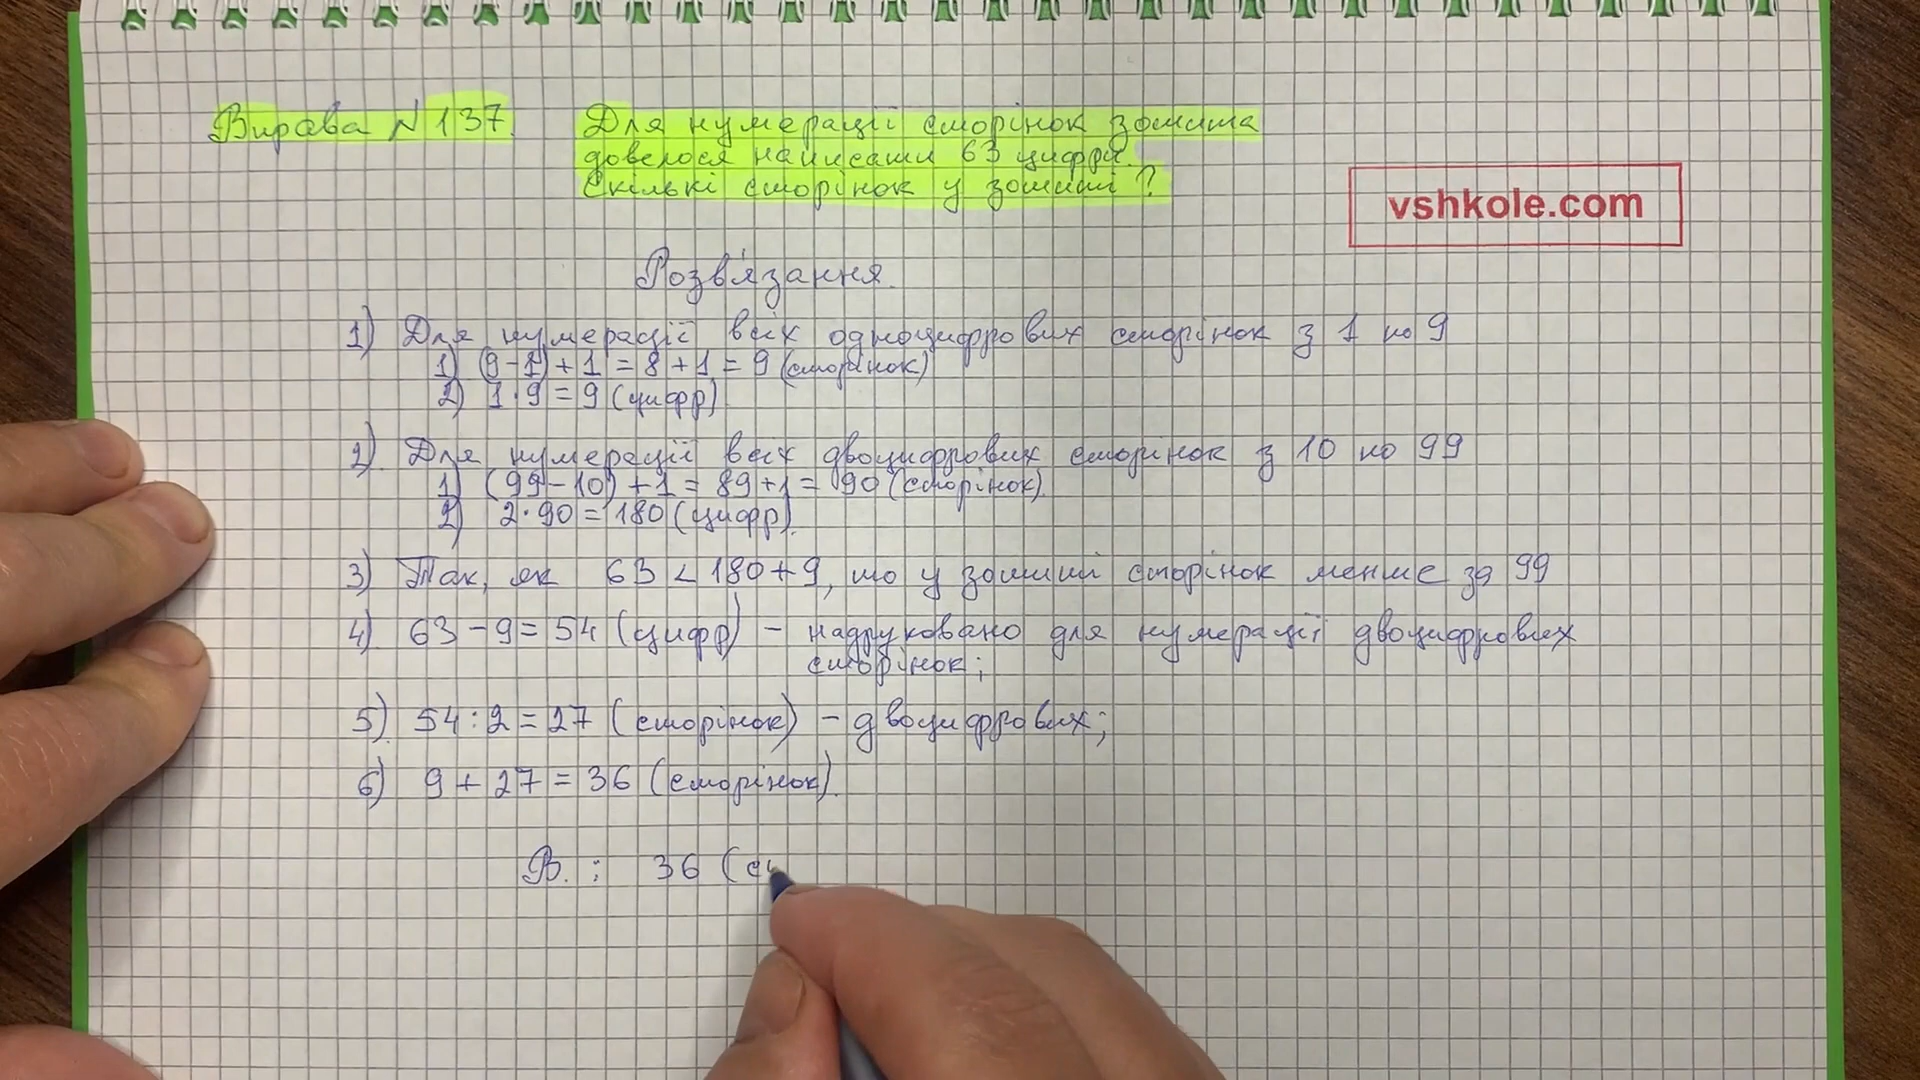 Вправа № 137. Для нумерації сторінок зошита
довелося написати 63 цифри.
Скількі сторінок у зошиті?
vshkole.com
Розв'язання.
1) Для нумерації всіх одноцифрових сторінок з 1 по 9
1) (9-1)+1=8+1=9 (сторінок)
2) 1·9=9 (цифр).
2). Для нумерації всіх двоцифрових сторінок з 10 по 99
1) (99-10)+1=89+1=90 (сторінок).
2) 2·90=180 (цифр).
3) Так, як 63<180+9, то у зошиті сторінок менше за 99
4) 63-9=54 (цифр) - надруковано для нумерації двоцифрових
сторінок;
5) 54:2=27 (сторінок) - двоцифрових;
6) 9+27=36 (сторінок).
В.: 36 (ст